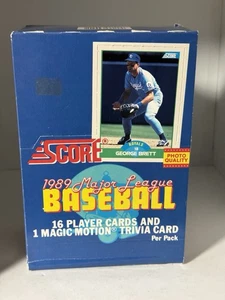 SCORE
ROYALS
GEORGE BRETT
SCORE
PHOTO
QUALITY
1989 Major League
BASEBALL
16 PLAYER CARDS AND
1 MAGIC MOTION TRIVIA CARD
Per Pack